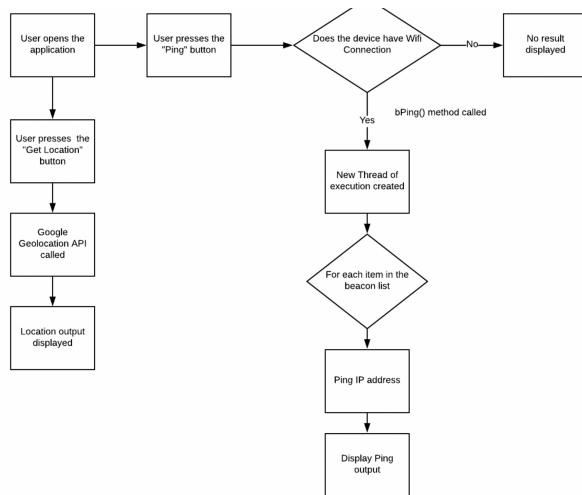 User opens the
application
User presses the
"Ping" button
Does the device have Wifi
Connection
No
No result
displayed
Yes
bPing() method called
User presses the
"Get Location"
button
New Thread of
execution created
Google
Geolocation API
called
For each item in the
beacon list
Location output
displayed
Ping IP address
Display Ping
output